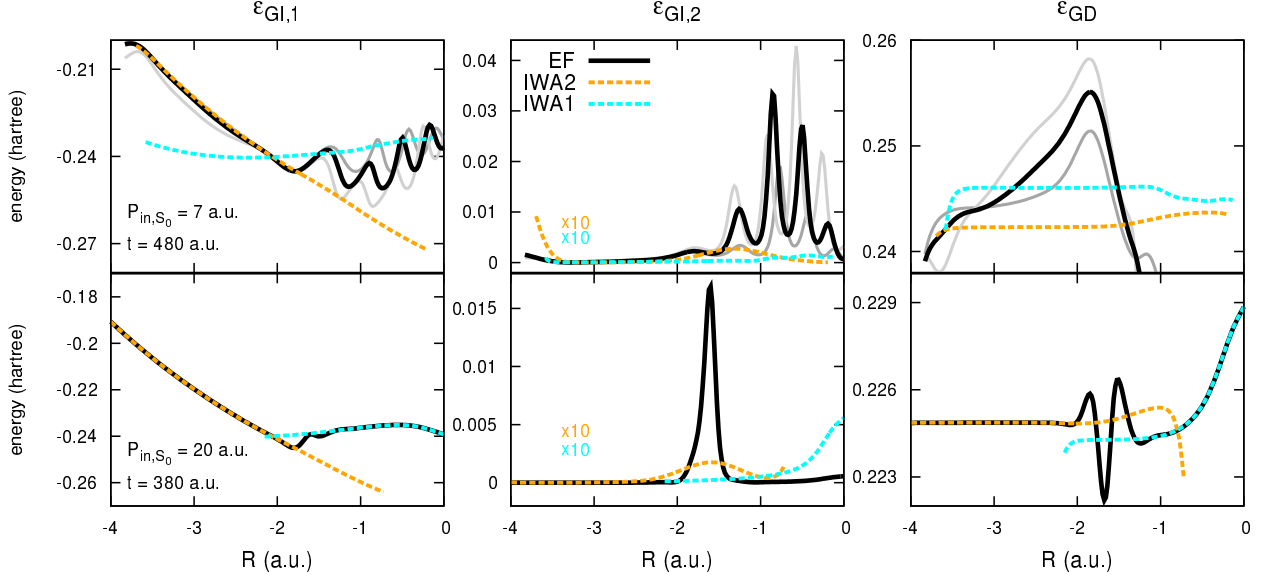 ε_GI,1 ε_GI,2 ε_GD
energy (hartree)
-0.21
-0.24
-0.27
P_in,S₀ = 7 a.u.
t = 480 a.u.
0.04
0.03
0.02
0.01
0
EF
IWA2
IWA1
x10
x10
0.26
0.25
0.24
energy (hartree)
-0.18
-0.2
-0.22
-0.24
-0.26
P_in,S₀ = 20 a.u.
t = 380 a.u.
0.015
0.01
0.005
0
x10
x10
0.229
0.226
0.223
-4 -3 -2 -1 0 -3 -2 -1 0 -4 -3 -2 -1 0
R (a.u.) R (a.u.) R (a.u.)